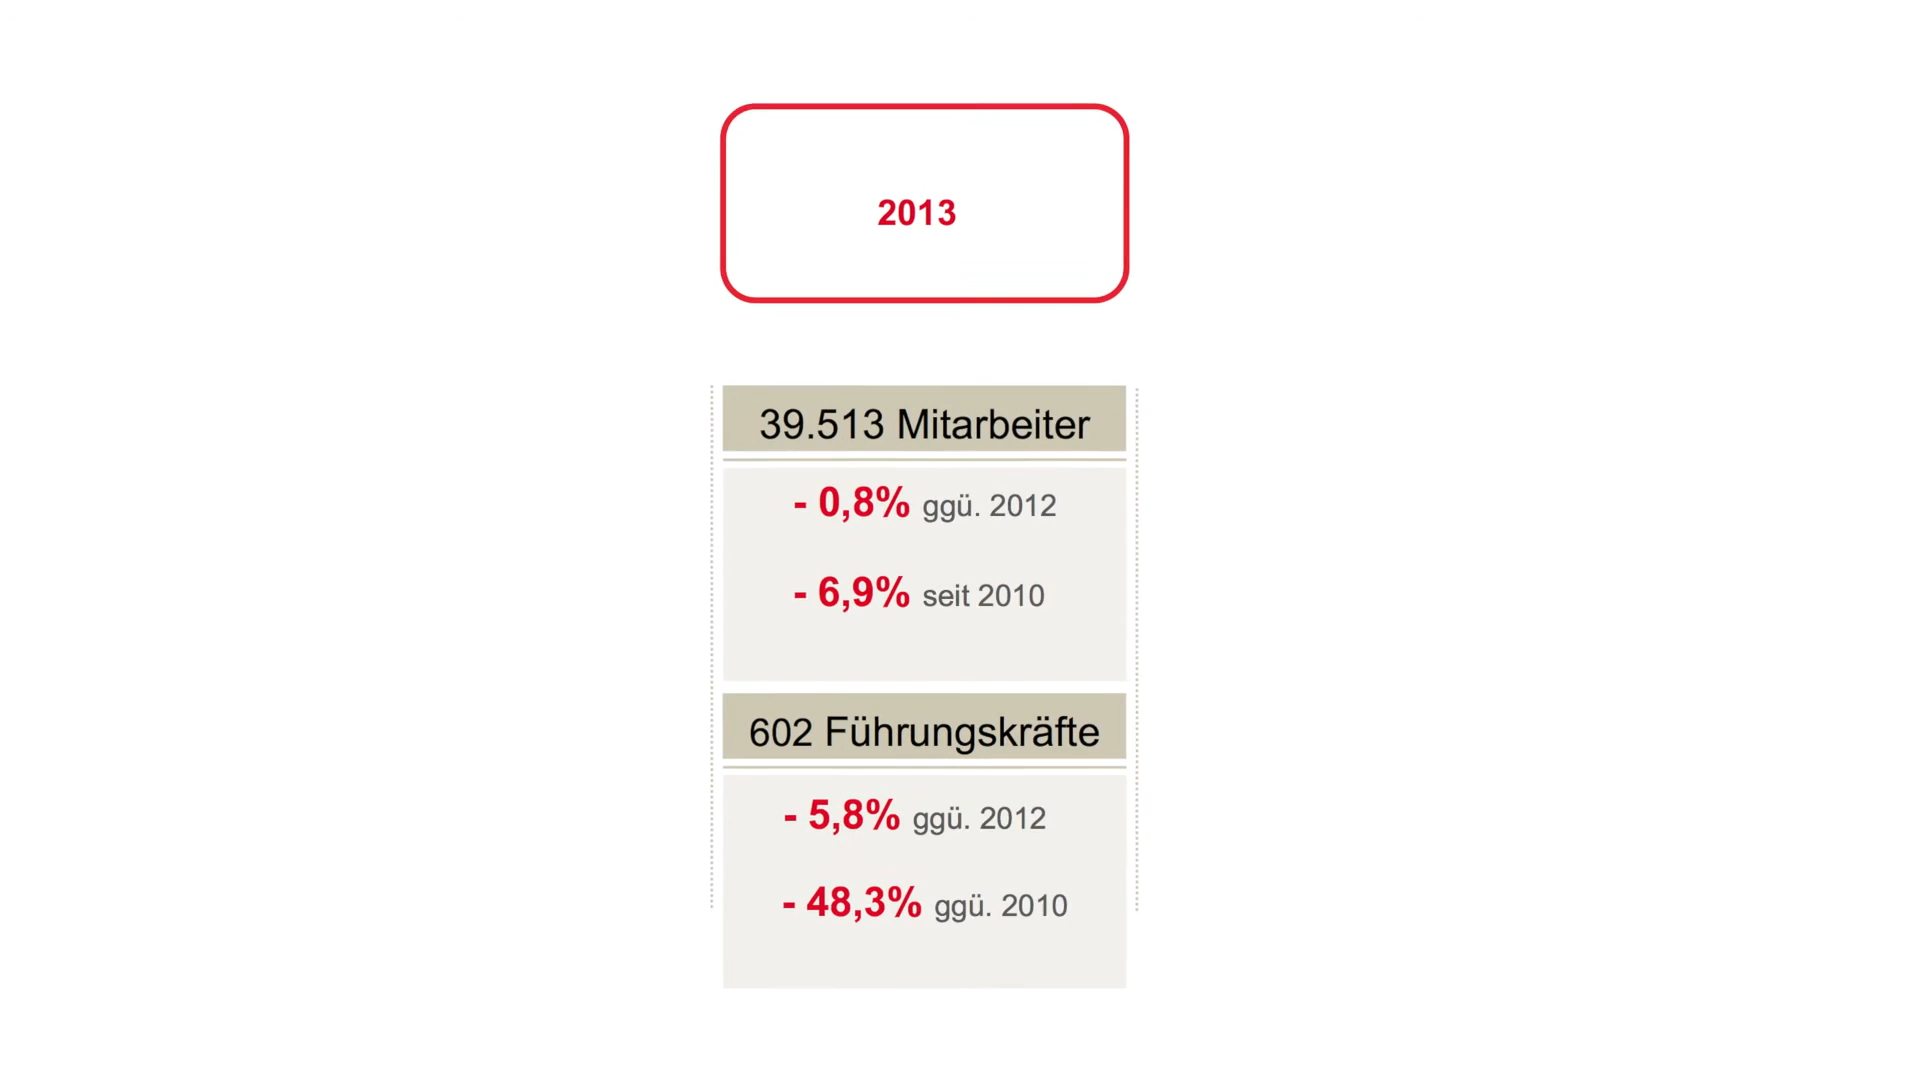 2013
39.513 Mitarbeiter
- 0,8% ggü. 2012
- 6,9% seit 2010
602 Führungskräfte
- 5,8% ggü. 2012
- 48,3% ggü. 2010